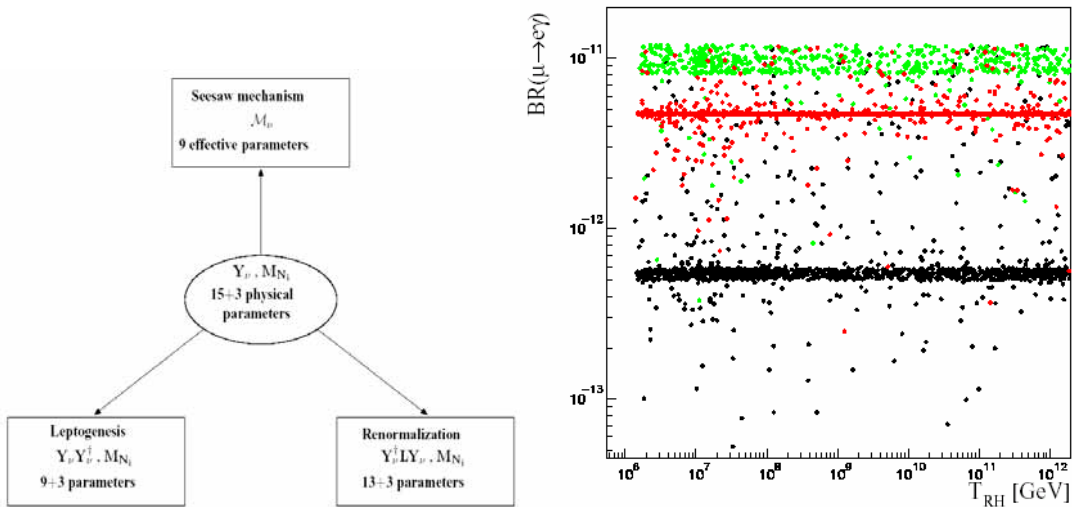 Seesaw mechanism
ℳ_ν
9 effective parameters
Y_ν , M_{N_i}
15+3 physical
parameters
Leptogenesis
Y_ν Y_ν^† , M_{N_i}
9+3 parameters
Renormalization
Y_ν^† L Y_ν , M_{N_i}
13+3 parameters
BR(μ→eγ)
10^{-11}
10^{-12}
10^{-13}
10^6 10^7 10^8 10^9 10^{10} 10^{11} 10^{12}
T_{RH} [GeV]